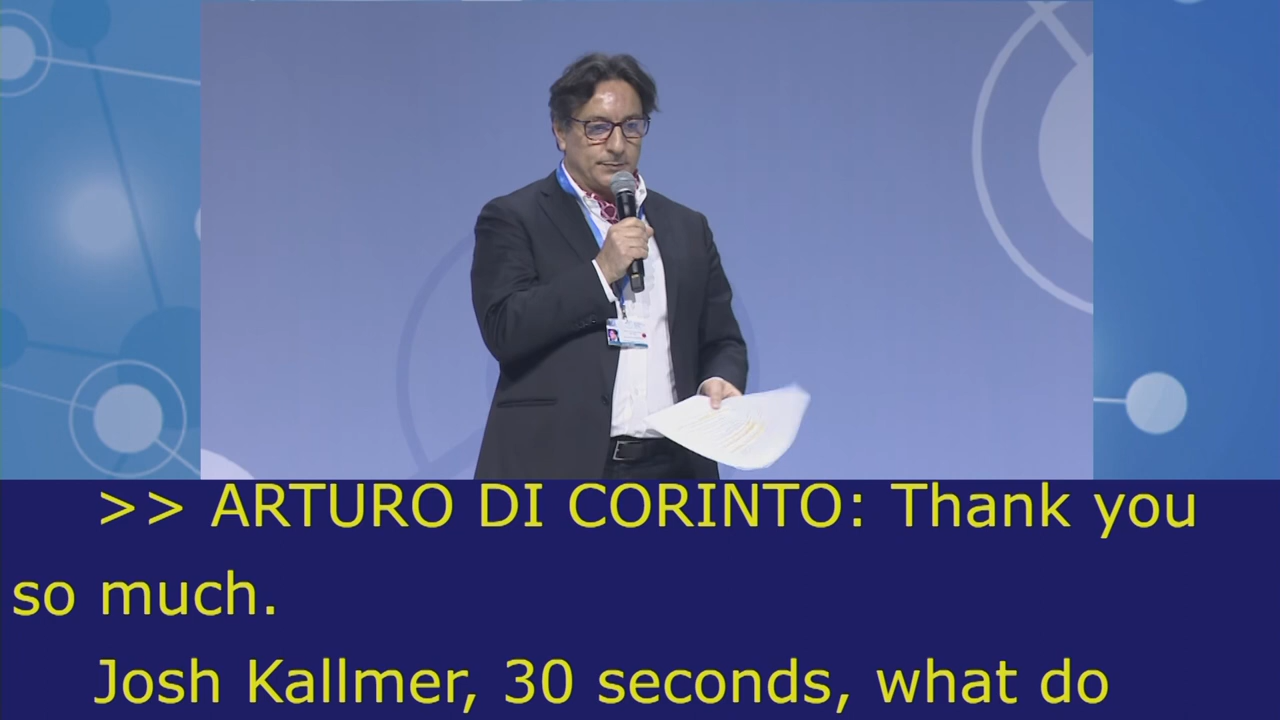 >> ARTURO DI CORINTO: Thank you
so much.
Josh Kallmer, 30 seconds, what do